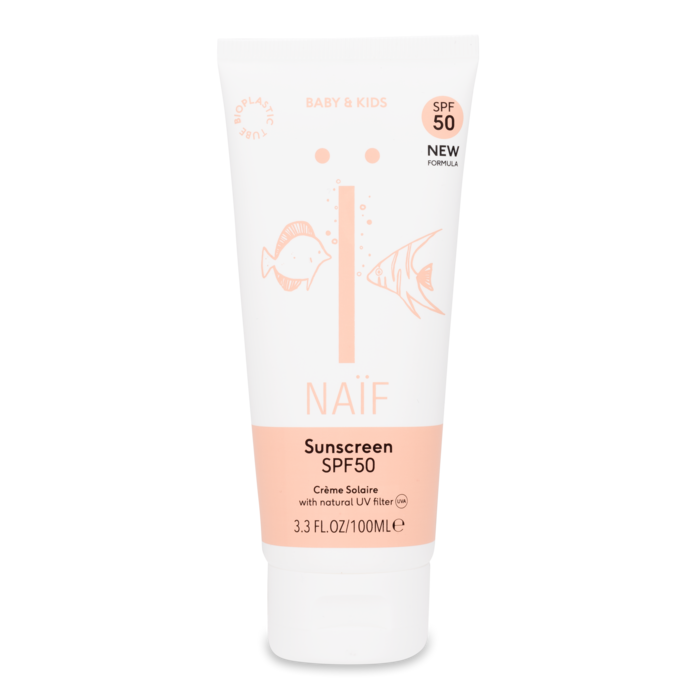 BABY & KIDS
BIOPLASTIC TUBE
SPF
50
NEW
FORMULA
NAÏF
Sunscreen
SPF50
Crème Solaire
with natural UV filter UVA
3.3 FL.OZ/100ML℮